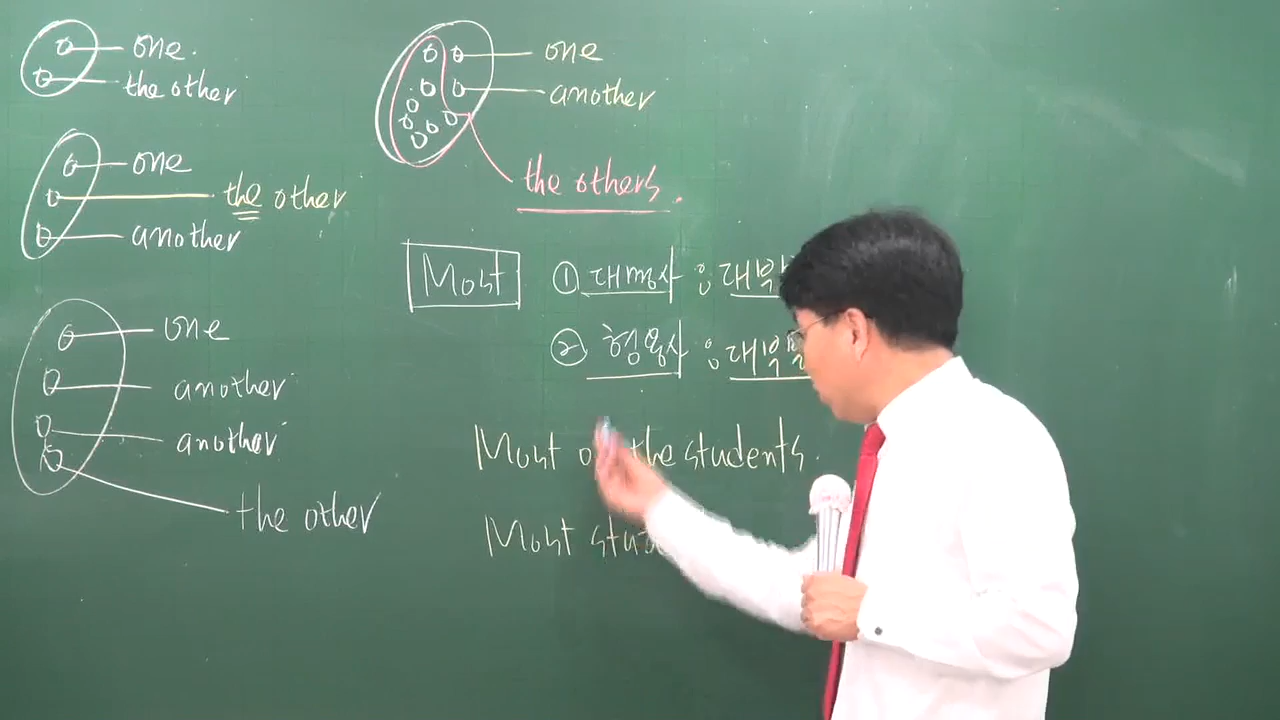 one.
the other
one
the other
another
one
another
another
the other
one
another
the others.
Most
① 대명사 :
② 형용사 :
Most the students.
Most